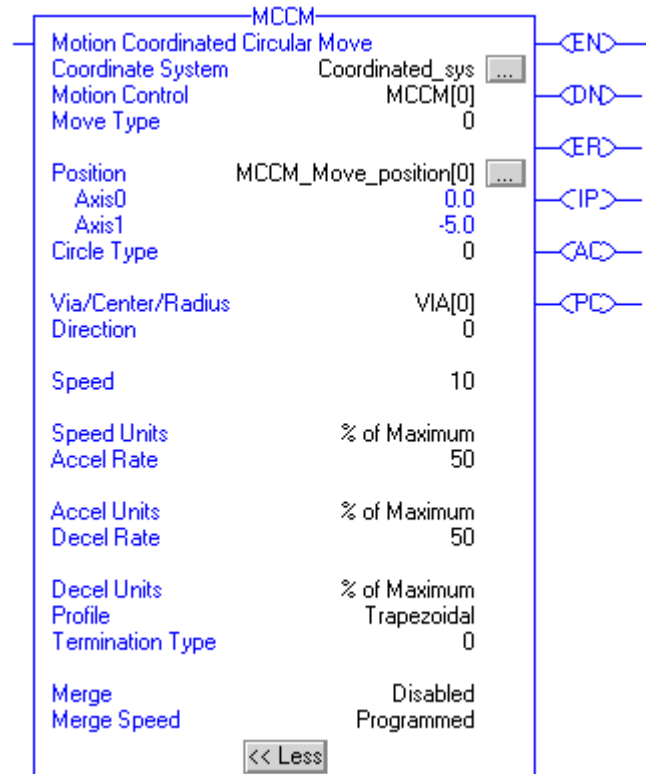 MCCM
Motion Coordinated Circular Move
EN
Coordinate System Coordinated_sys ...
Motion Control MCCM[0]
DN
Move Type 0
ER
Position MCCM_Move_position[0] ...
Axis0 0.0
IP
Axis1 -5.0
Circle Type 0
AC
Via/Center/Radius VIA[0]
PC
Direction 0
Speed 10
Speed Units % of Maximum
Accel Rate 50
Accel Units % of Maximum
Decel Rate 50
Decel Units % of Maximum
Profile Trapezoidal
Termination Type 0
Merge Disabled
Merge Speed Programmed
<< Less